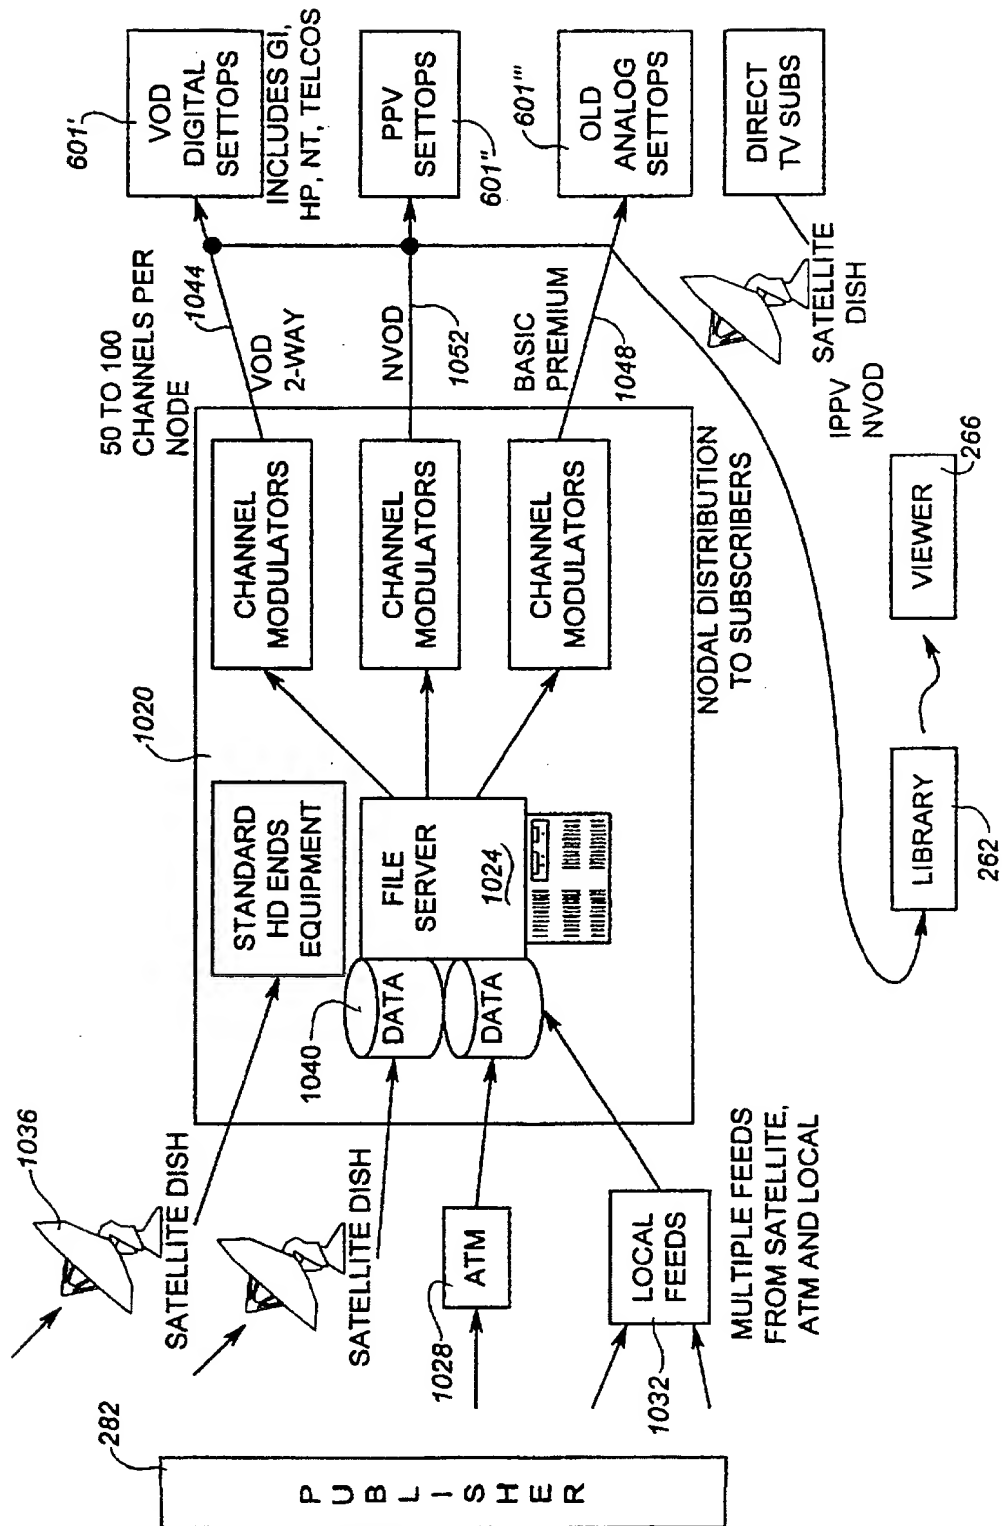 282
PUBLISHER
1036
SATELLITE DISH
SATELLITE DISH
1028
ATM
1032
LOCAL
FEEDS
MULTIPLE FEEDS
FROM SATELLITE,
ATM AND LOCAL
1020
STANDARD
HD ENDS
EQUIPMENT
1040
DATA
DATA
FILE
SERVER
1024
CHANNEL
MODULATORS
CHANNEL
MODULATORS
CHANNEL
MODULATORS
NODAL DISTRIBUTION
TO SUBSCRIBERS
50 TO 100
CHANNELS PER
NODE
1044
VOD
2-WAY
NVOD
1052
BASIC
PREMIUM
1048
601'
VOD
DIGITAL
SETTOPS
INCLUDES GI,
HP, NT, TELCOS
PPV
SETTOPS
601"
601'''
OLD
ANALOG
SETTOPS
DIRECT
TV SUBS
SATELLITE
DISH
IPPV
NVOD
LIBRARY
262
VIEWER
266